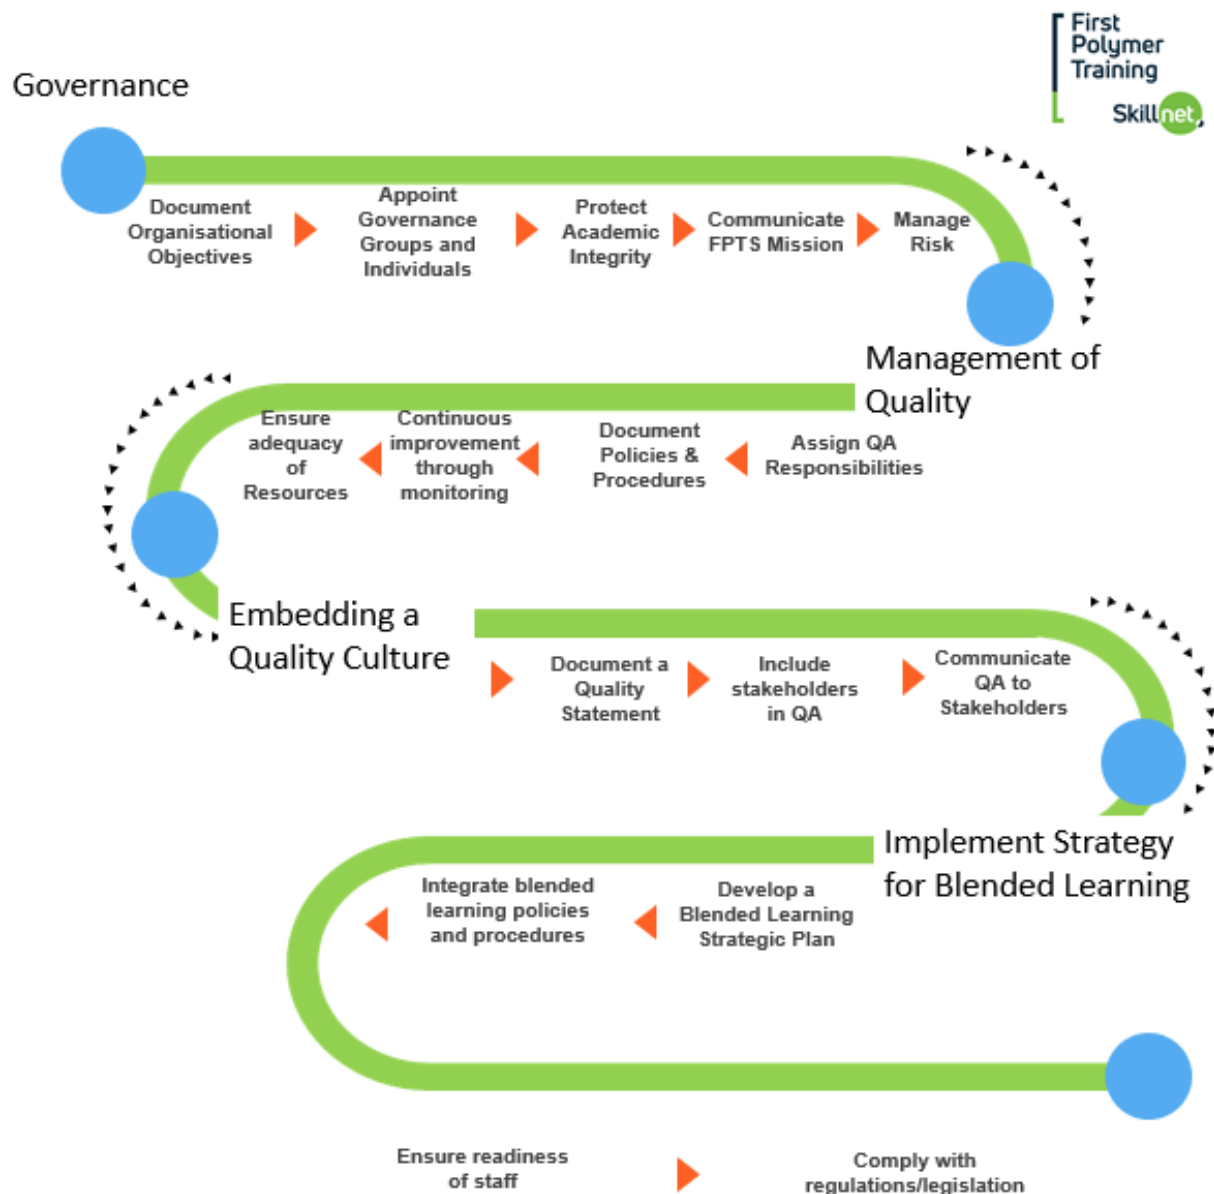 First
Polymer
Training
Skillnet
Governance
Document
Organisational
Objectives
Appoint
Governance
Groups and
Individuals
Protect
Academic
Integrity
Communicate
FPTS Mission
Manage
Risk
Management of
Quality
Assign QA
Responsibilities
Document
Policies &
Procedures
Continuous
improvement
through
monitoring
Ensure
adequacy
of
Resources
Embedding a
Quality Culture
Document a
Quality
Statement
Include
stakeholders
in QA
Communicate
QA to
Stakeholders
Implement Strategy
for Blended Learning
Develop a
Blended Learning
Strategic Plan
Integrate blended
learning policies
and procedures
Ensure readiness
of staff
Comply with
regulations/legislation